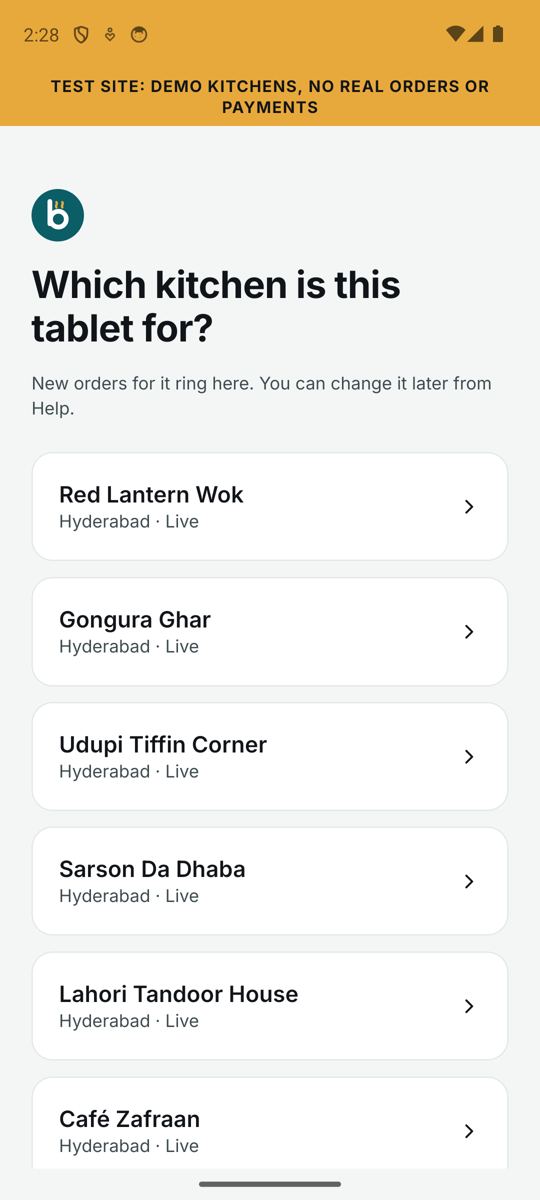 2:28
TEST SITE: DEMO KITCHENS, NO REAL ORDERS OR
PAYMENTS
b
Which kitchen is this
tablet for?
New orders for it ring here. You can change it later from
Help.
Red Lantern Wok
Hyderabad · Live
Gongura Ghar
Hyderabad · Live
Udupi Tiffin Corner
Hyderabad · Live
Sarson Da Dhaba
Hyderabad · Live
Lahori Tandoor House
Hyderabad · Live
Café Zafraan
Hyderabad · Live